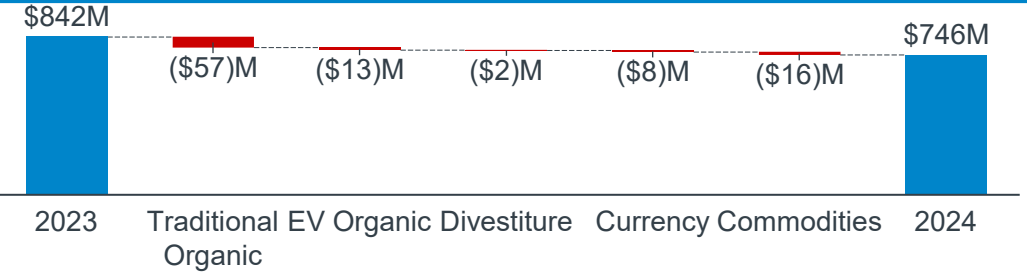 $842M
$746M
($57)M
($13)M
($2)M
($8)M
($16)M
2023
Traditional
Organic
EV Organic
Divestiture
Currency
Commodities
2024